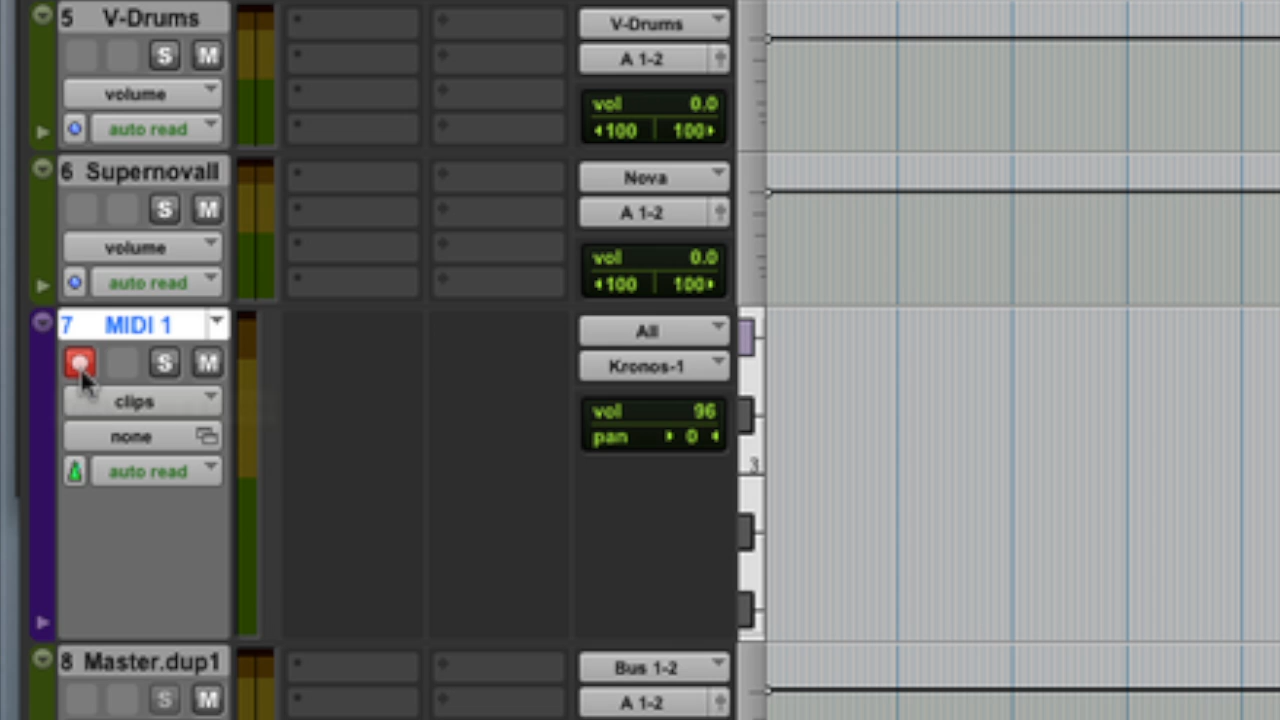 5 V-Drums
S M
volume
auto read
V-Drums
A 1-2
vol 0.0
100 100
6 Supernovall
S M
volume
auto read
Nova
A 1-2
vol 0.0
100 100
7 MIDI 1
S M
clips
none
auto read
All
Kronos-1
vol 96
pan 0
3
8 Master.dup1
S M
Bus 1-2
A 1-2